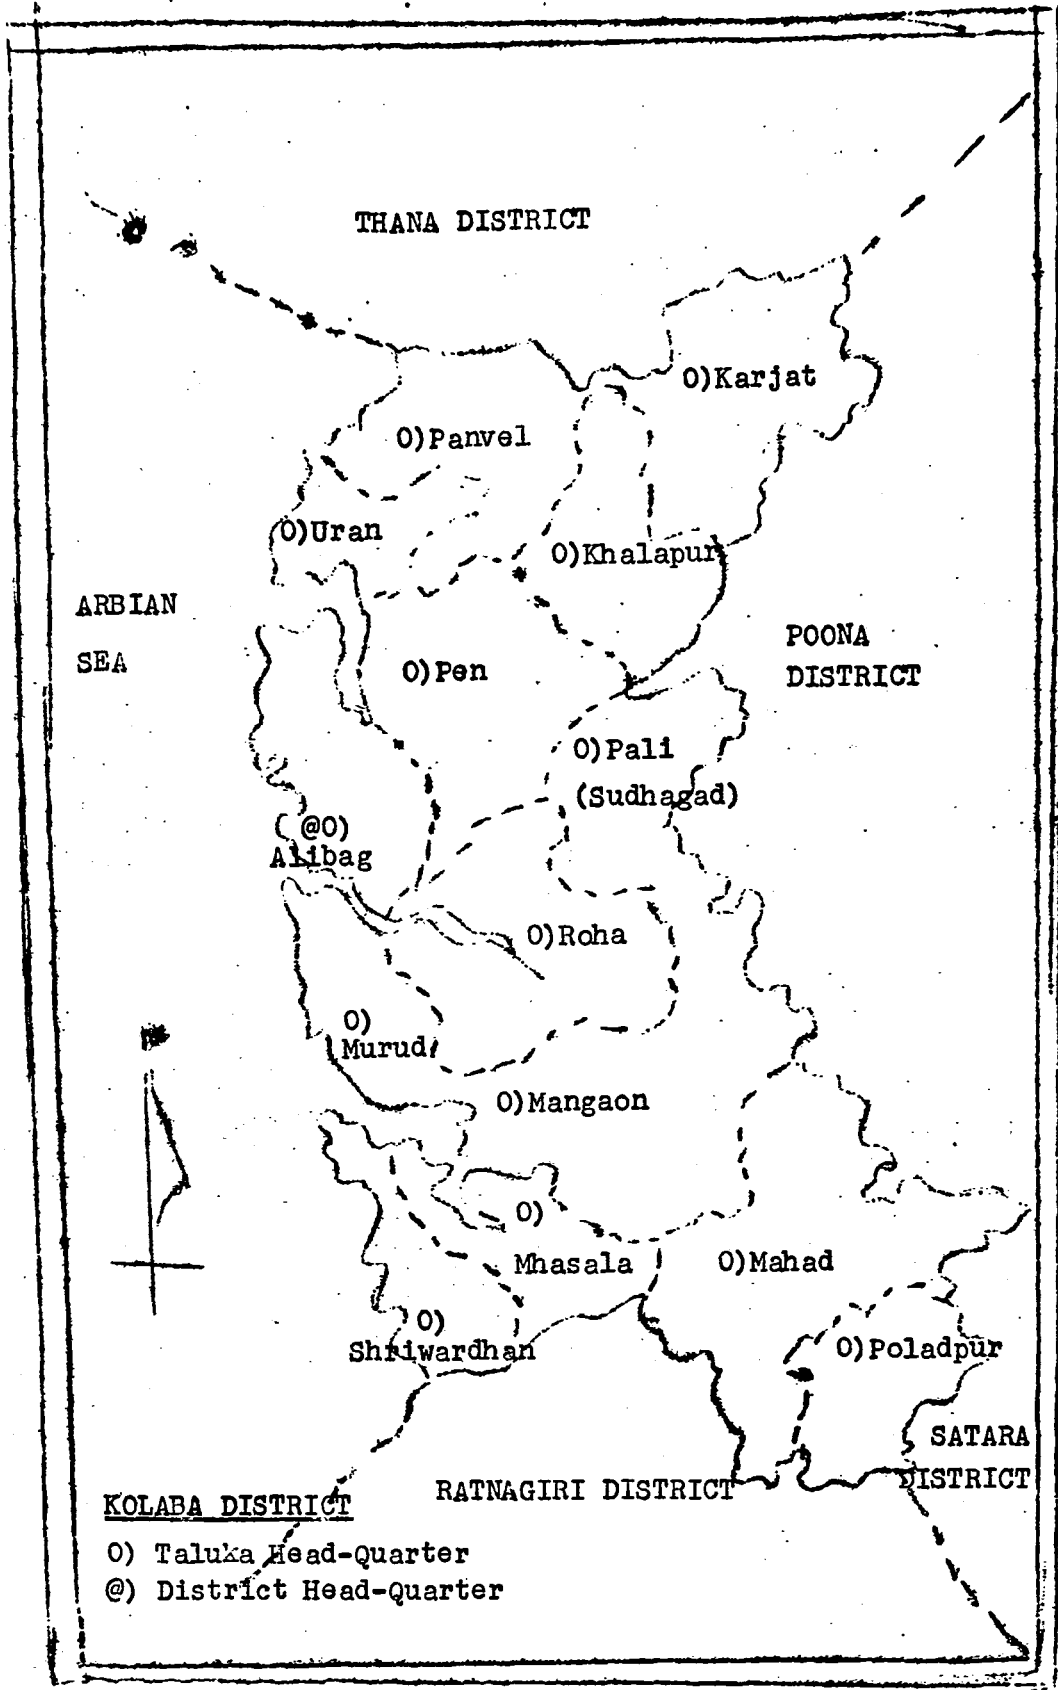 THANA DISTRICT
O)Karjat
O)Panvel
O)Uran
O)Khalapur
ARBIAN
SEA
POONA
DISTRICT
O)Pen
O)Pali
(Sudhagad)
@O)
Alibag
O)Roha
O)
Murud
O)Mangaon
O)
Mhasala
O)Mahad
O)
Shriwardhan
O)Poladpur
SATARA
DISTRICT
RATNAGIRI DISTRICT
KOLABA DISTRICT
O) Taluka Head-Quarter
@) District Head-Quarter